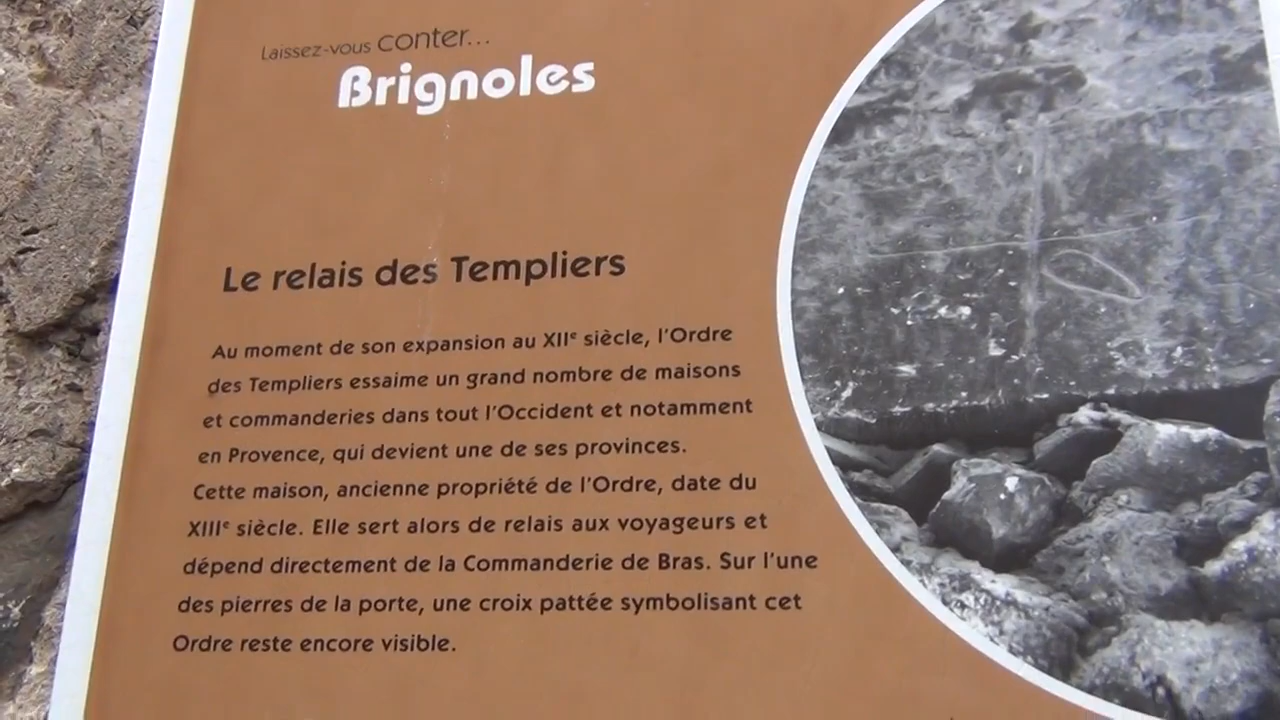 Laissez-vous conter...
Brignoles
Le relais des Templiers
Au moment de son expansion au XIIe siècle, l'Ordre
des Templiers essaime un grand nombre de maisons
et commanderies dans tout l'Occident et notamment
en Provence, qui devient une de ses provinces.
Cette maison, ancienne propriété de l'Ordre, date du
XIIIe siècle. Elle sert alors de relais aux voyageurs et
dépend directement de la Commanderie de Bras. Sur l'une
des pierres de la porte, une croix pattée symbolisant cet
Ordre reste encore visible.